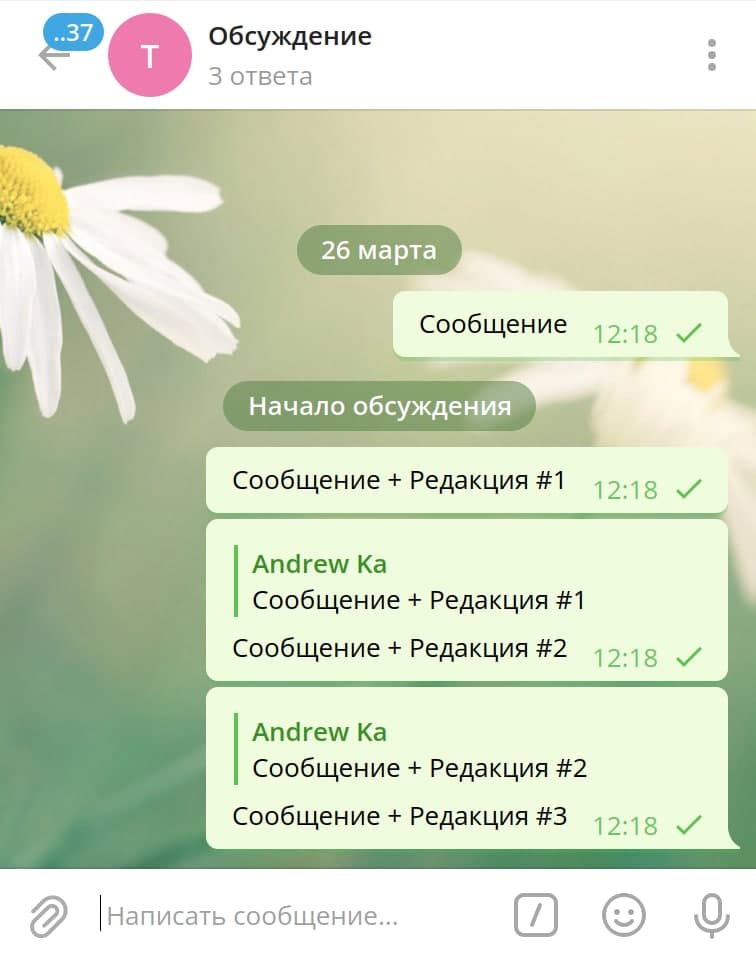 ..37
Т
Обсуждение
3 ответа
26 марта
Сообщение 12:18
Начало обсуждения
Сообщение + Редакция #1 12:18
Andrew Ka
Сообщение + Редакция #1
Сообщение + Редакция #2 12:18
Andrew Ka
Сообщение + Редакция #2
Сообщение + Редакция #3 12:18
Написать сообщение...